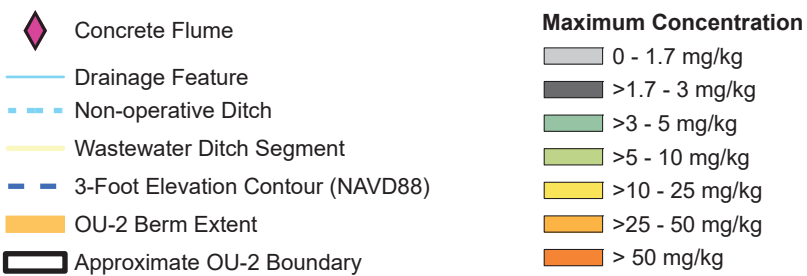 Concrete Flume
Drainage Feature
Non-operative Ditch
Wastewater Ditch Segment
3-Foot Elevation Contour (NAVD88)
OU-2 Berm Extent
Approximate OU-2 Boundary
Maximum Concentration
0 - 1.7 mg/kg
>1.7 - 3 mg/kg
>3 - 5 mg/kg
>5 - 10 mg/kg
>10 - 25 mg/kg
>25 - 50 mg/kg
> 50 mg/kg